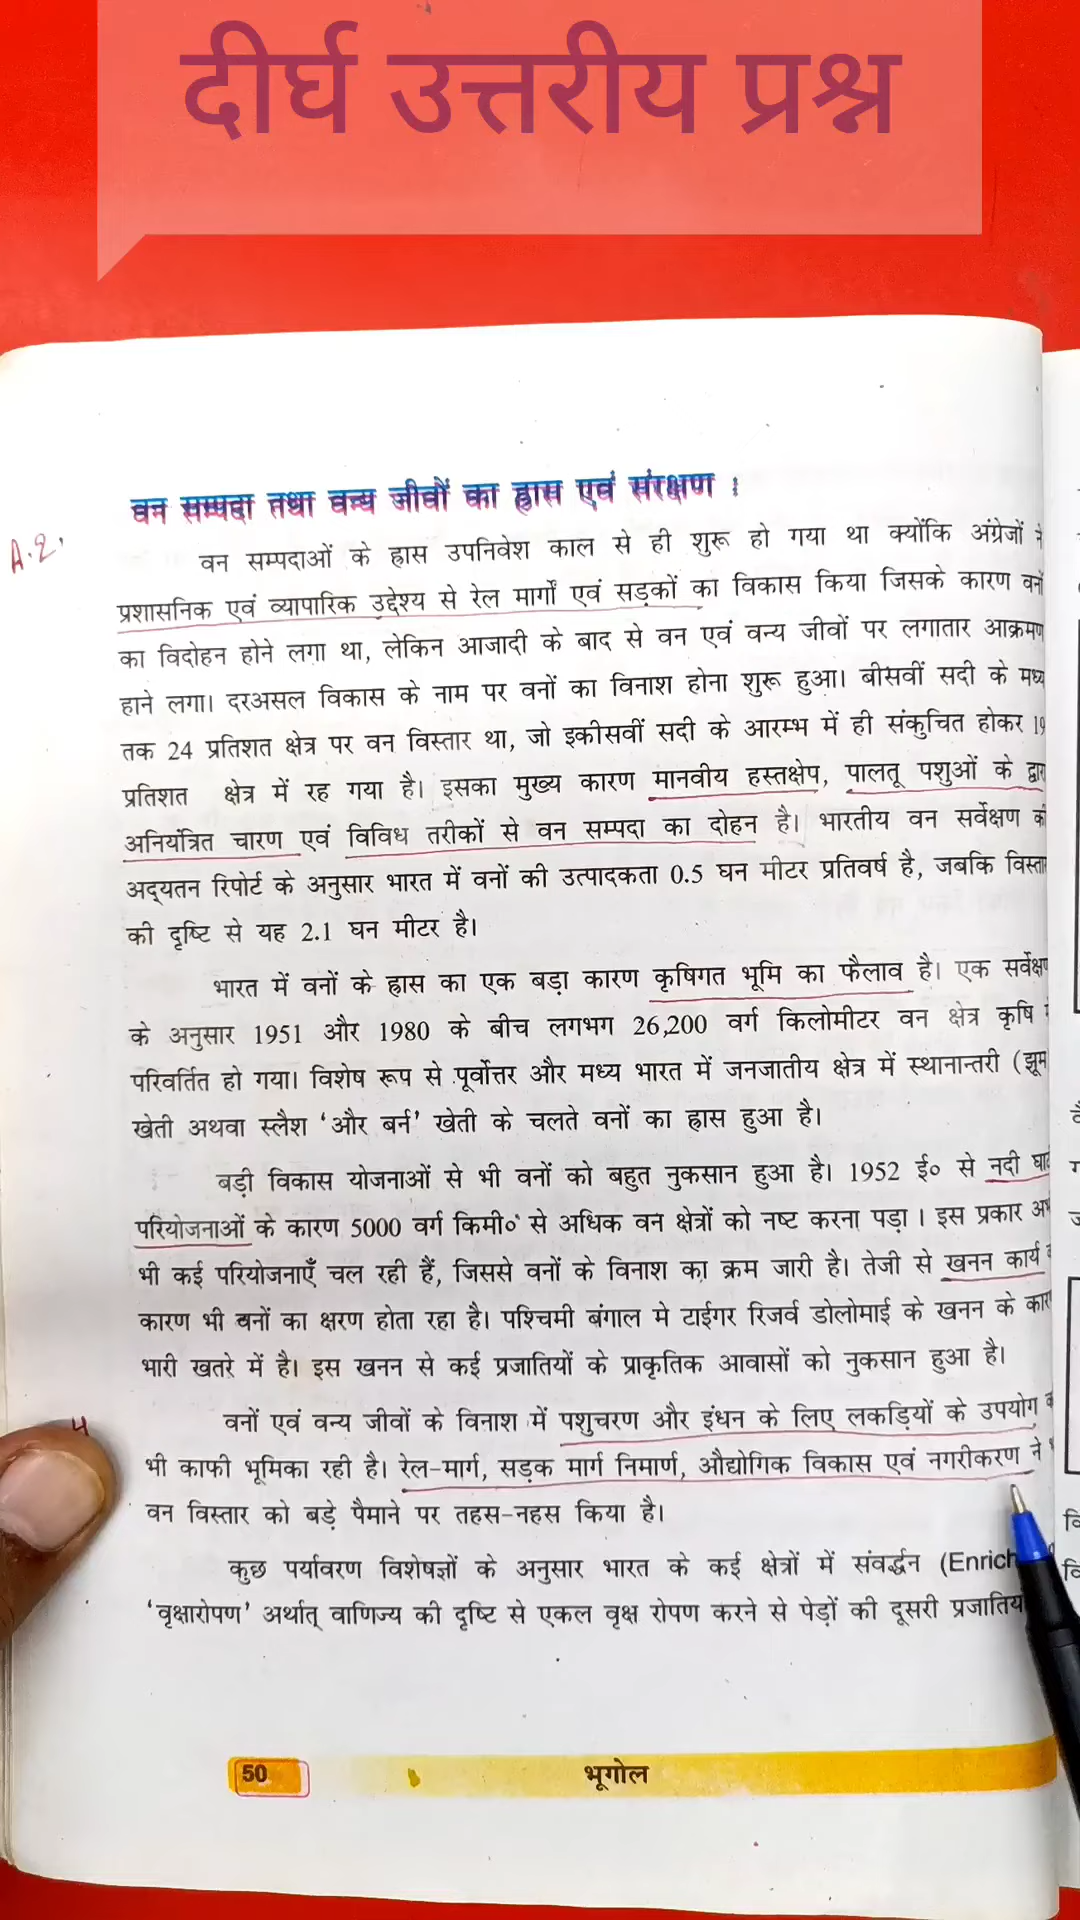 दीर्घ उत्तरीय प्रश्न
वन सम्पदा तथा वन्य जीवों का ह्रास एवं संरक्षण :
A.2.
वन सम्पदाओं के ह्रास उपनिवेश काल से ही शुरू हो गया था क्योंकि अंग्रेजों ने
प्रशासनिक एवं व्यापारिक उद्देश्य से रेल मार्गों एवं सड़कों का विकास किया जिसके कारण वनों
का विदोहन होने लगा था, लेकिन आजादी के बाद से वन एवं वन्य जीवों पर लगातार आक्रमण
हाने लगा। दरअसल विकास के नाम पर वनों का विनाश होना शुरू हुआ। बीसवीं सदी के मध्य
तक 24 प्रतिशत क्षेत्र पर वन विस्तार था, जो इकीसवीं सदी के आरम्भ में ही संकुचित होकर 19
प्रतिशत क्षेत्र में रह गया है। इसका मुख्य कारण मानवीय हस्तक्षेप, पालतू पशुओं के
अनियंत्रित चारण एवं विविध तरीकों से वन सम्पदा का दोहन है। भारतीय वन सर्वेक्षण की
अद्यतन रिपोर्ट के अनुसार भारत में वनों की उत्पादकता 0.5 घन मीटर प्रतिवर्ष है, जबकि
की दृष्टि से यह 2.1 घन मीटर है।
भारत में वनों के ह्रास का एक बड़ा कारण कृषिगत भूमि का फैलाव है। एक सर्वेक्षण
के अनुसार 1951 और 1980 के बीच लगभग 26,200 वर्ग किलोमीटर वन क्षेत्र कृषि
परिवर्तित हो गया। विशेष रूप से पूर्वोत्तर और मध्य भारत में जनजातीय क्षेत्र में स्थानान्तरी (झूम
खेती अथवा स्लैश 'और बर्न' खेती के चलते वनों का ह्रास हुआ है।
बड़ी विकास योजनाओं से भी वनों को बहुत नुकसान हुआ है। 1952 ई० से नदी
परियोजनाओं के कारण 5000 वर्ग किमी० से अधिक वन क्षेत्रों को नष्ट करना पड़ा । इस प्रकार
भी कई परियोजनाएँ चल रही हैं, जिससे वनों के विनाश का क्रम जारी है। तेजी से खनन कार्य
कारण भी वनों का क्षरण होता रहा है। पश्चिमी बंगाल मे टाईगर रिजर्व डोलोमाई के खनन के
भारी खतरे में है। इस खनन से कई प्रजातियों के प्राकृतिक आवासों को नुकसान हुआ है।
4
वनों एवं वन्य जीवों के विनाश में पशुचरण और इंधन के लिए लकड़ियों के उपयोग
भी काफी भूमिका रही है। रेल-मार्ग, सड़क मार्ग निमार्ण, औद्योगिक विकास एवं नगरीकरण ने
वन विस्तार को बड़े पैमाने पर तहस-नहस किया है।
कुछ पर्यावरण विशेषज्ञों के अनुसार भारत के कई क्षेत्रों में संवर्द्धन (Enrich
'वृक्षारोपण' अर्थात् वाणिज्य की दृष्टि से एकल वृक्ष रोपण करने से पेड़ों की दूसरी
50
भूगोल